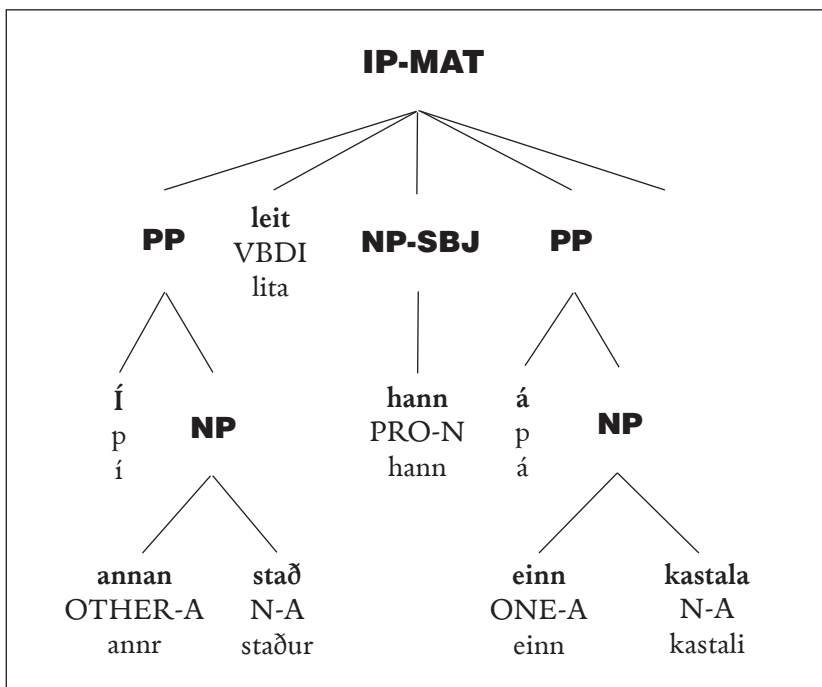 IP-MAT
PP
leit
VBDI
lita
NP-SBJ
PP
Í
p
í
NP
hann
PRO-N
hann
á
p
á
NP
annan
OTHER-A
annr
stað
N-A
staður
einn
ONE-A
einn
kastala
N-A
kastali